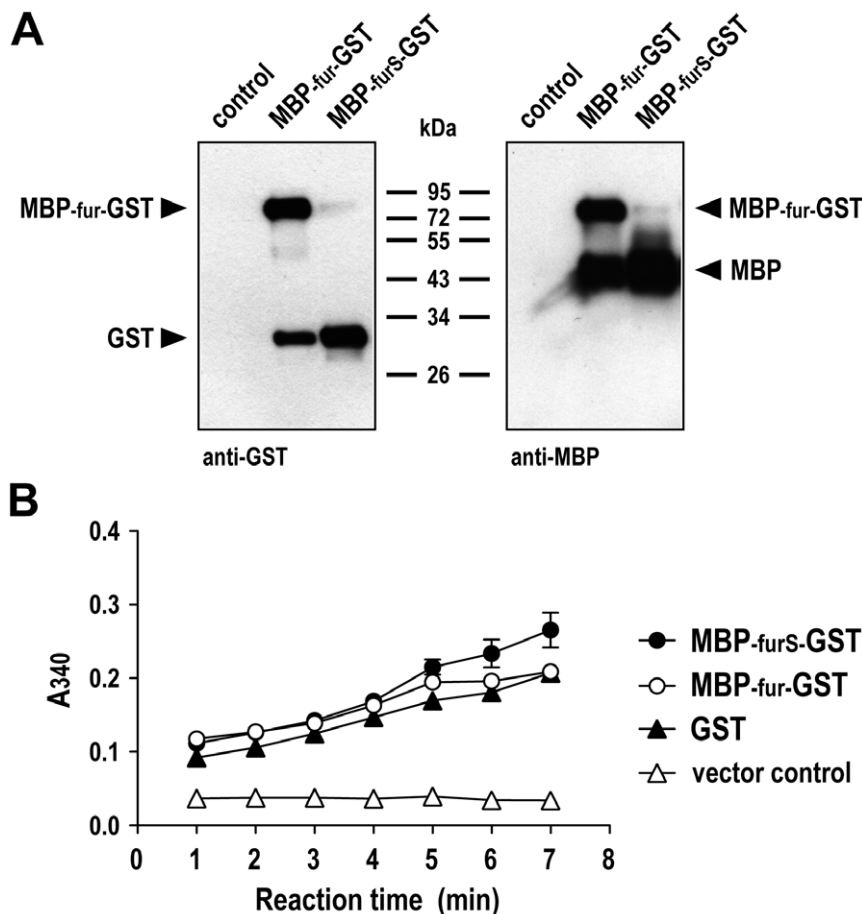 A
control
MBP-fur-GST
MBP-furS-GST
kDa
control
MBP-fur-GST
MBP-furS-GST
MBP-fur-GST
GST
95
72
55
43
34
26
MBP-fur-GST
MBP
anti-GST
anti-MBP
B
A340
0.4
0.3
0.2
0.1
0.0
0 1 2 3 4 5 6 7 8
Reaction time (min)
MBP-furS-GST
MBP-fur-GST
GST
vector control